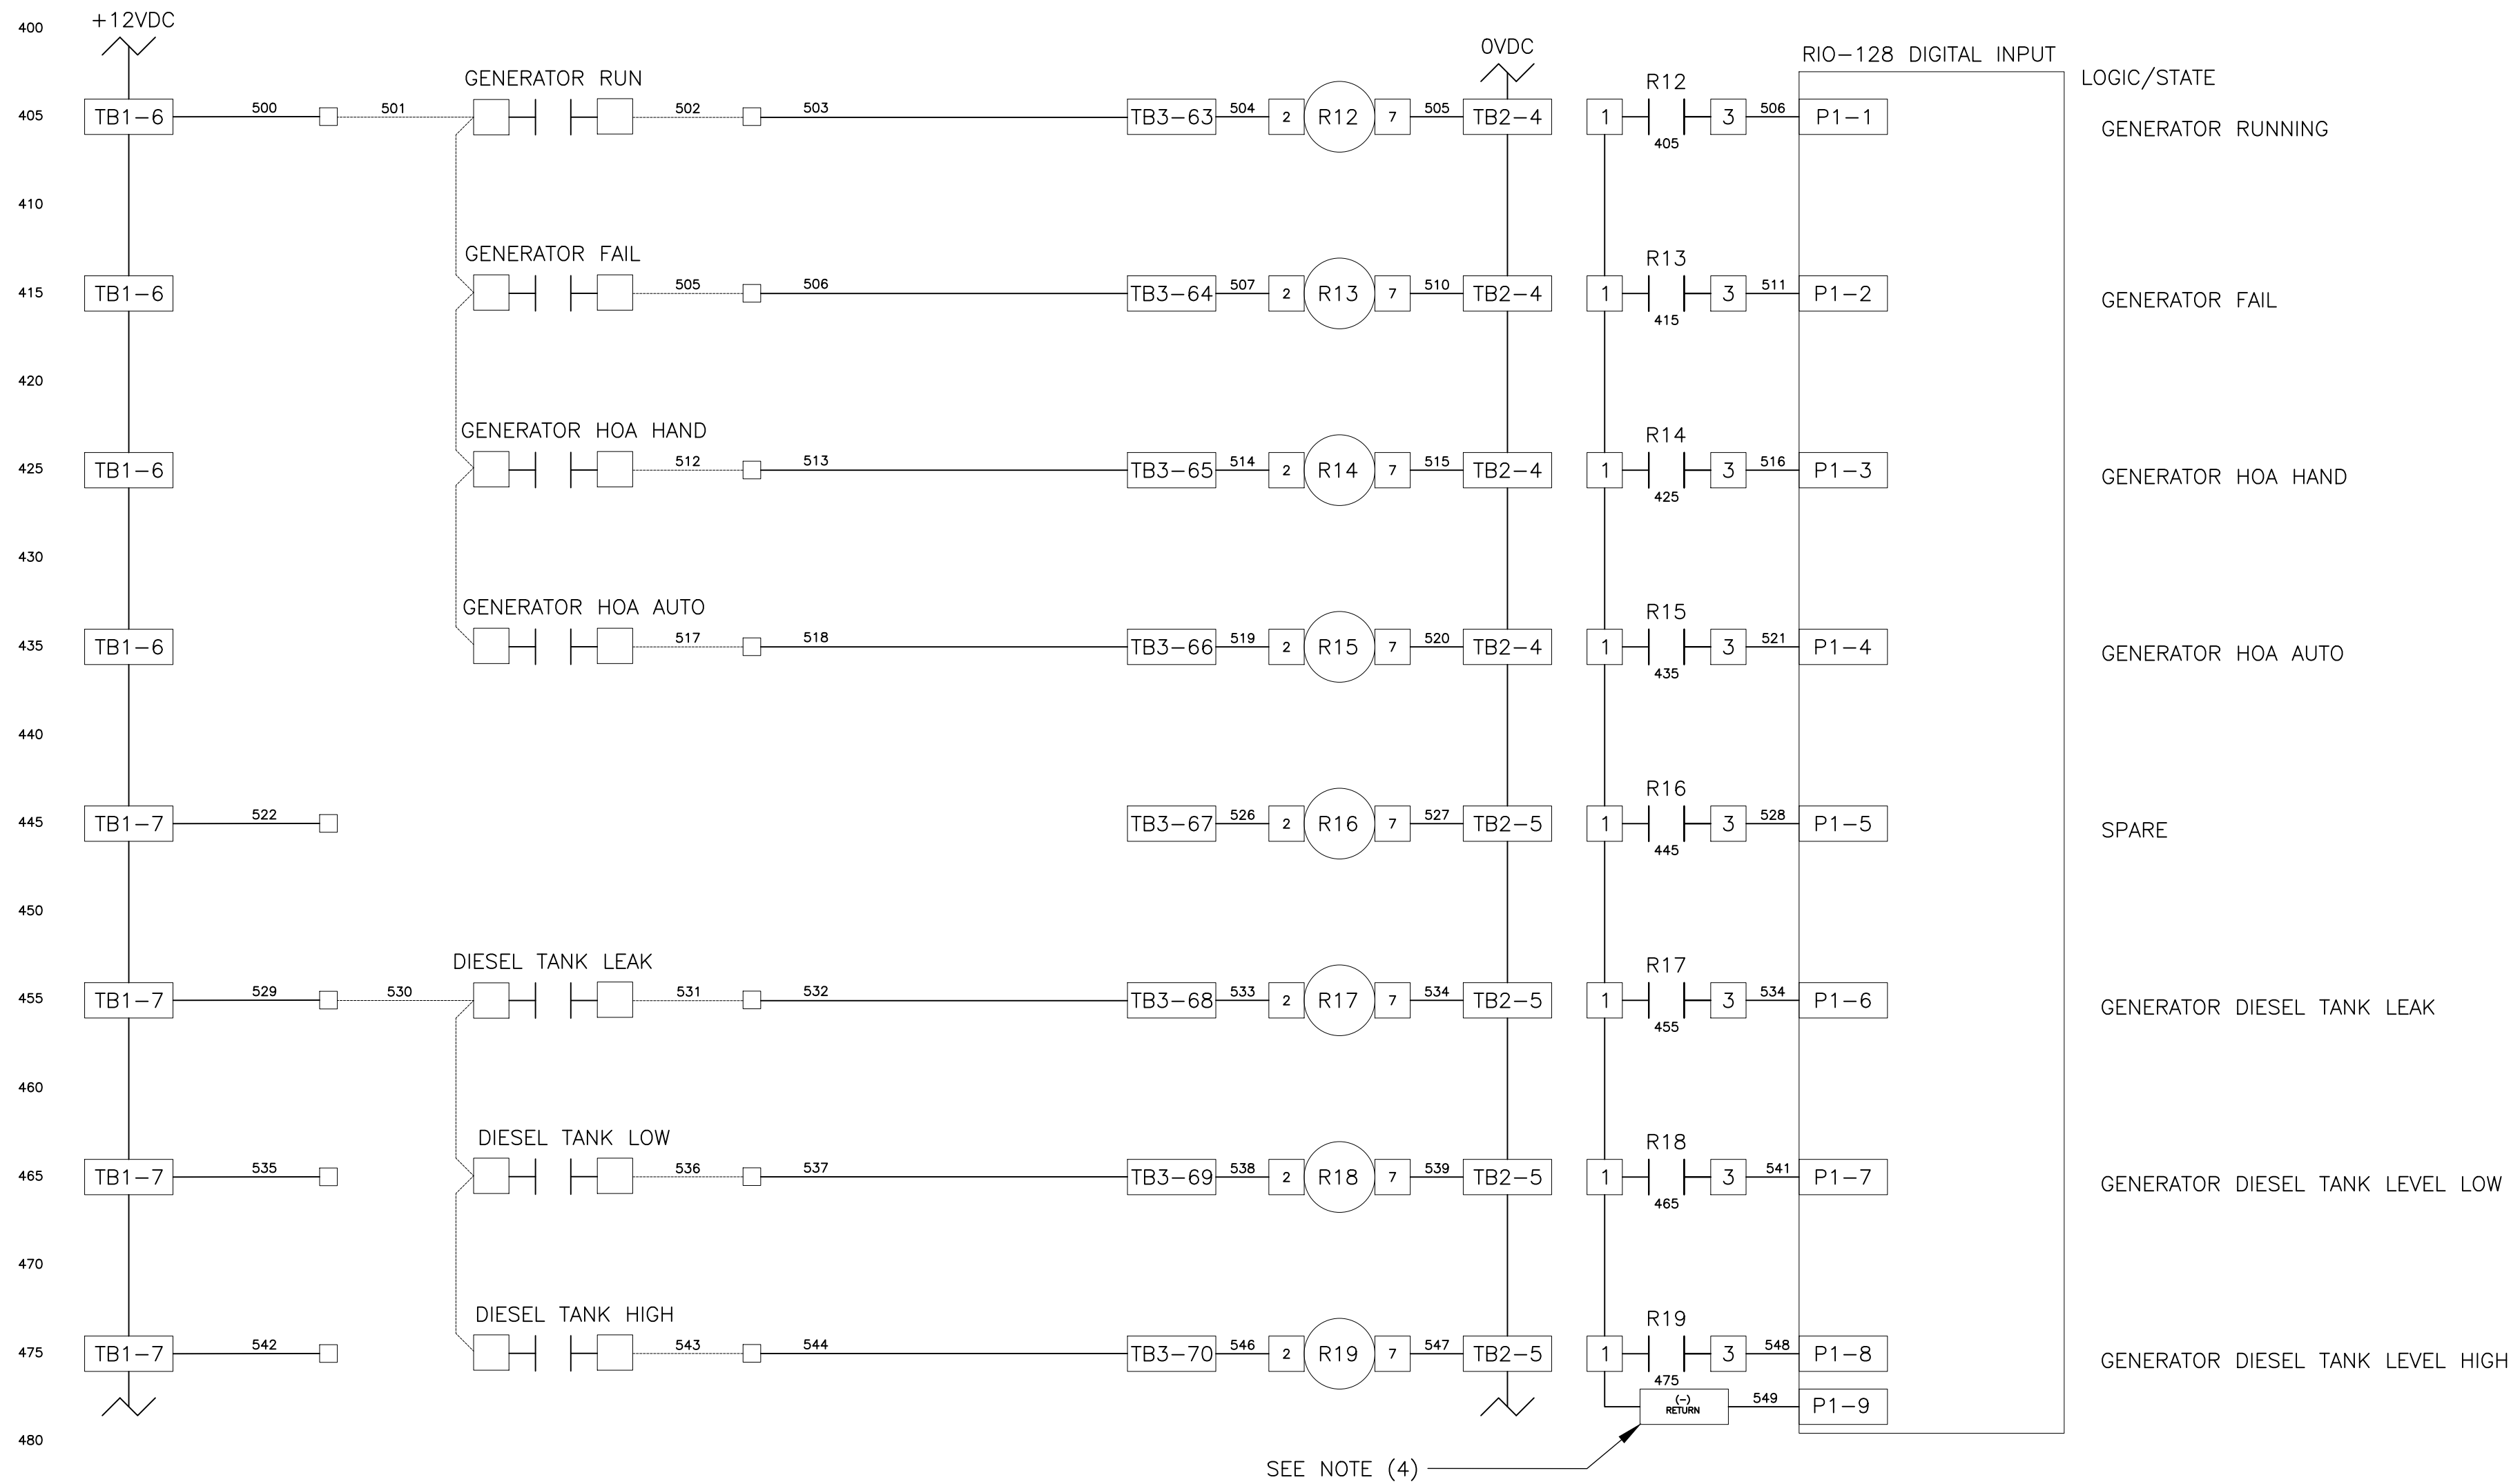 400
+12VDC
0VDC
RIO-128 DIGITAL INPUT
LOGIC/STATE
GENERATOR RUN
R12
405 TB1-6 500 501 502 503 TB3-63 504 2 R12 7 505 TB2-4 1 3 506 P1-1
405
GENERATOR RUNNING
410
GENERATOR FAIL
R13
415 TB1-6 505 506 TB3-64 507 2 R13 7 510 TB2-4 1 3 511 P1-2
GENERATOR FAIL
415
420
GENERATOR HOA HAND
R14
425 TB1-6 512 513 TB3-65 514 2 R14 7 515 TB2-4 1 3 516 P1-3
GENERATOR HOA HAND
425
430
GENERATOR HOA AUTO
R15
435 TB1-6 517 518 TB3-66 519 2 R15 7 520 TB2-4 1 3 521 P1-4
GENERATOR HOA AUTO
435
440
R16
445 TB1-7 522 TB3-67 526 2 R16 7 527 TB2-5 1 3 528 P1-5
SPARE
445
450
DIESEL TANK LEAK
R17
455 TB1-7 529 530 531 532 TB3-68 533 2 R17 7 534 TB2-5 1 3 534 P1-6
GENERATOR DIESEL TANK LEAK
455
460
DIESEL TANK LOW
R18
465 TB1-7 535 536 537 TB3-69 538 2 R18 7 539 TB2-5 1 3 541 P1-7
GENERATOR DIESEL TANK LEVEL LOW
465
470
DIESEL TANK HIGH
R19
475 TB1-7 542 543 544 TB3-70 546 2 R19 7 547 TB2-5 1 3 548 P1-8
GENERATOR DIESEL TANK LEVEL HIGH
475
(-)
RETURN
549 P1-9
480
SEE NOTE (4)